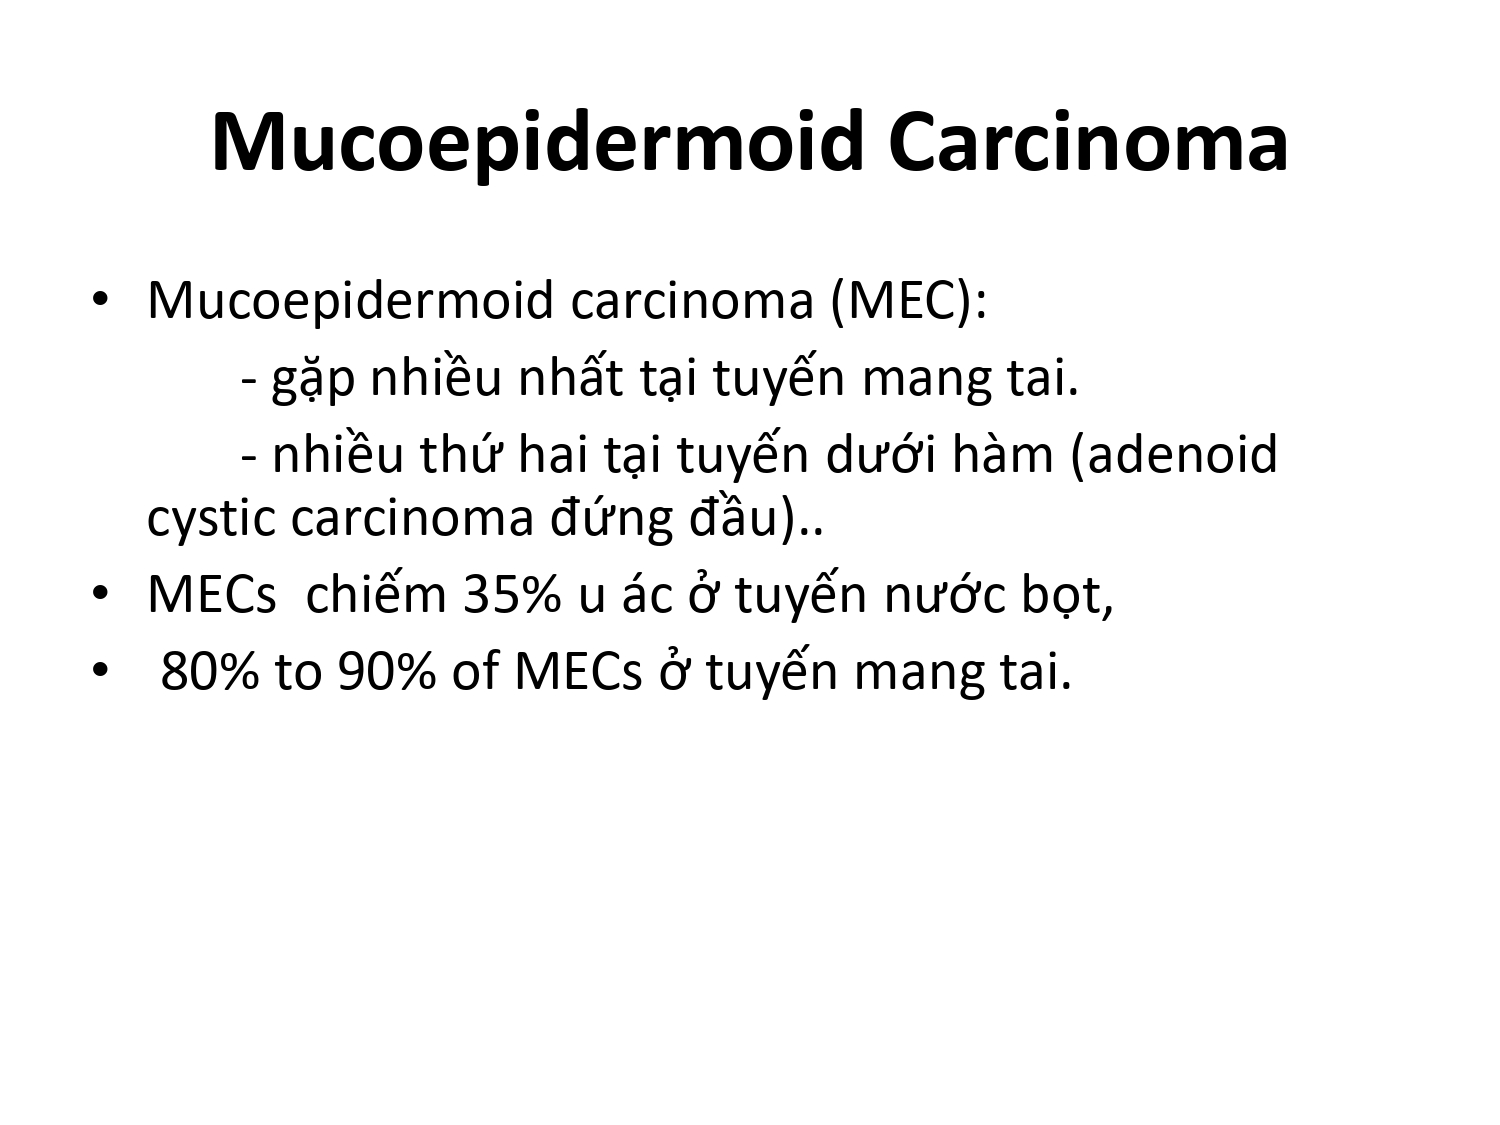 Mucoepidermoid Carcinoma
• Mucoepidermoid carcinoma (MEC):
- gặp nhiều nhất tại tuyến mang tai.
- nhiều thứ hai tại tuyến dưới hàm (adenoid
cystic carcinoma đứng đầu)..
• MECs  chiếm 35% u ác ở tuyến nước bọt,
• 80% to 90% of MECs ở tuyến mang tai.